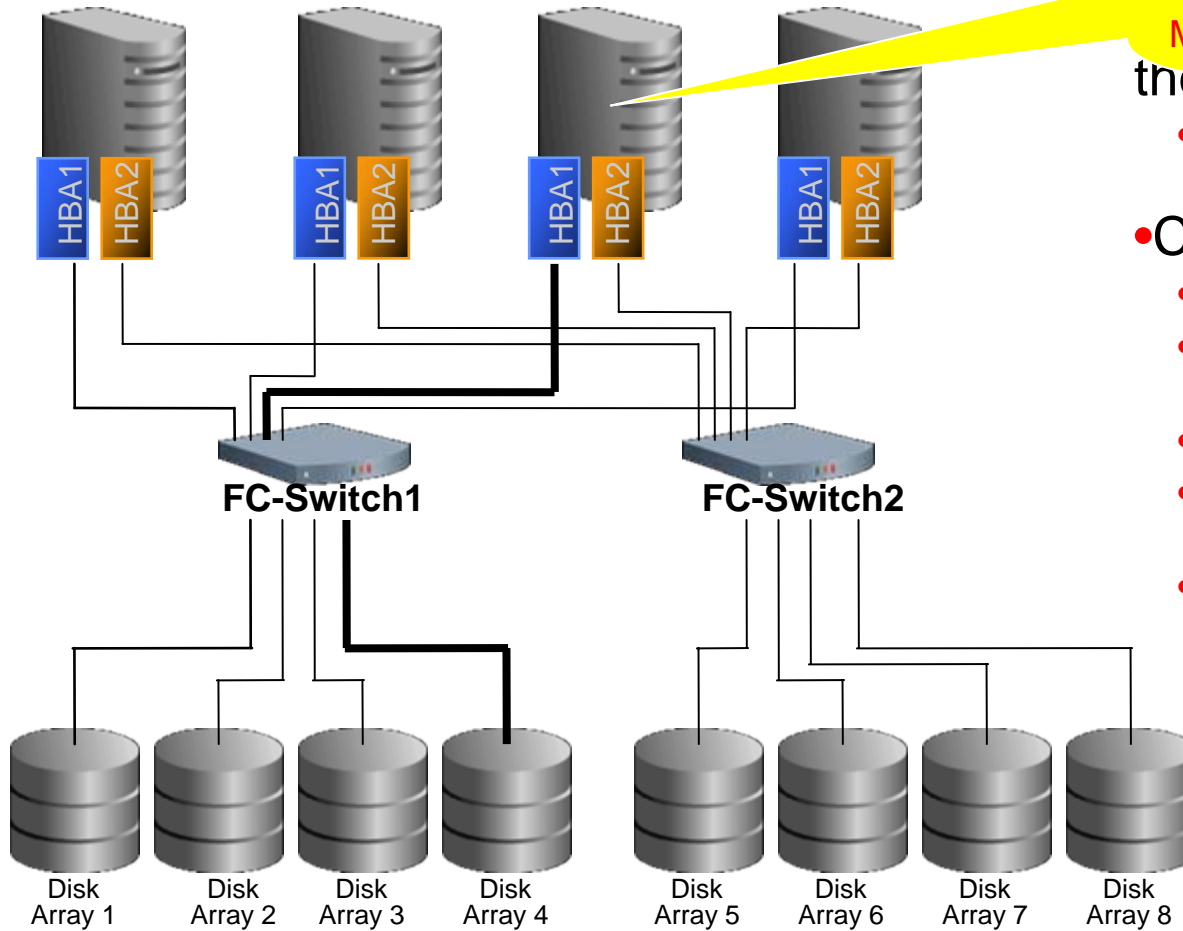 HBA1 HBA2 HBA1 HBA2 HBA1 HBA2 HBA1 HBA2
FC-Switch1 FC-Switch2
Disk Array 1
Disk Array 2
Disk Array 3
Disk Array 4
Disk Array 5
Disk Array 6
Disk Array 7
Disk Array 8